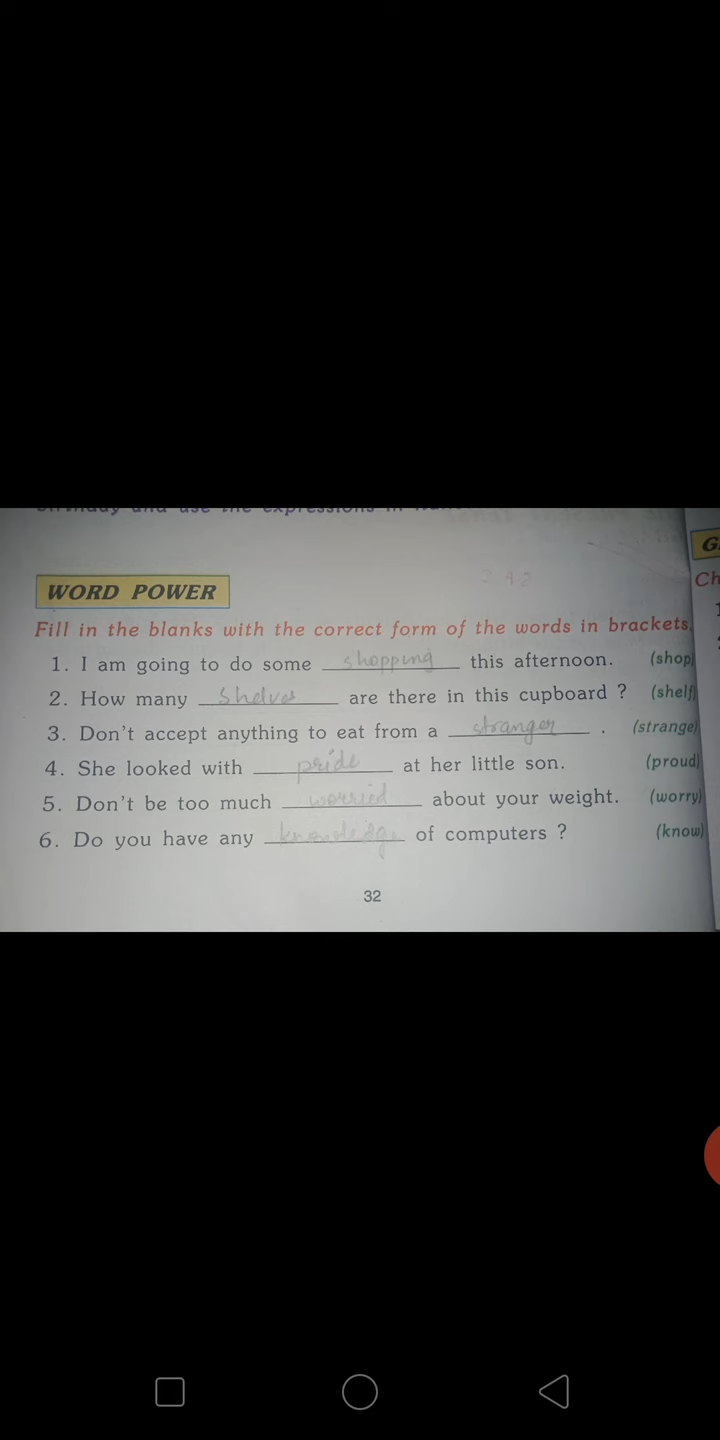 WORD POWER
Fill in the blanks with the correct form of the words in brackets.
1. I am going to do some shopping this afternoon. (shop)
2. How many shelves are there in this cupboard ? (shelf)
3. Don't accept anything to eat from a stranger . (strange)
4. She looked with pride at her little son. (proud)
5. Don't be too much worried about your weight. (worry)
6. Do you have any knowledge of computers ? (know)
32
G
Ch